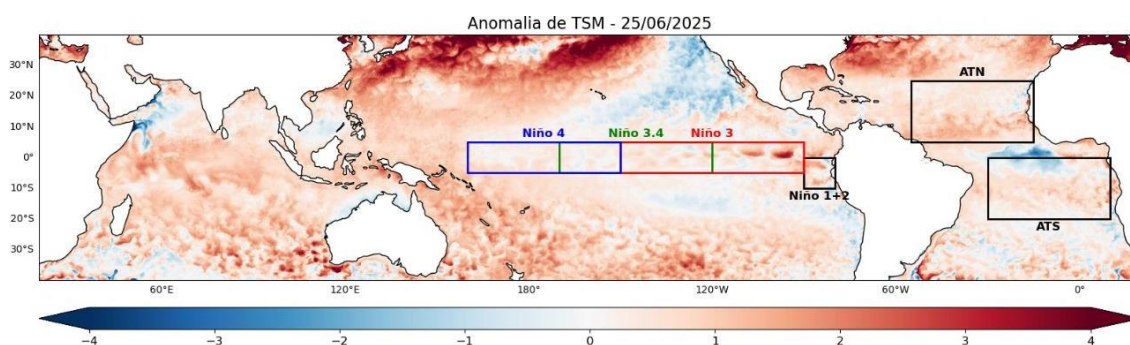 Anomalia de TSM - 25/06/2025
30°N
20°N
10°N
0°
10°S
20°S
30°S
ATN
Niño 4
Niño 3.4
Niño 3
Niño 1+2
ATS
60°E
120°E
180°
120°W
60°W
0°
−4
−3
−2
−1
0
1
2
3
4